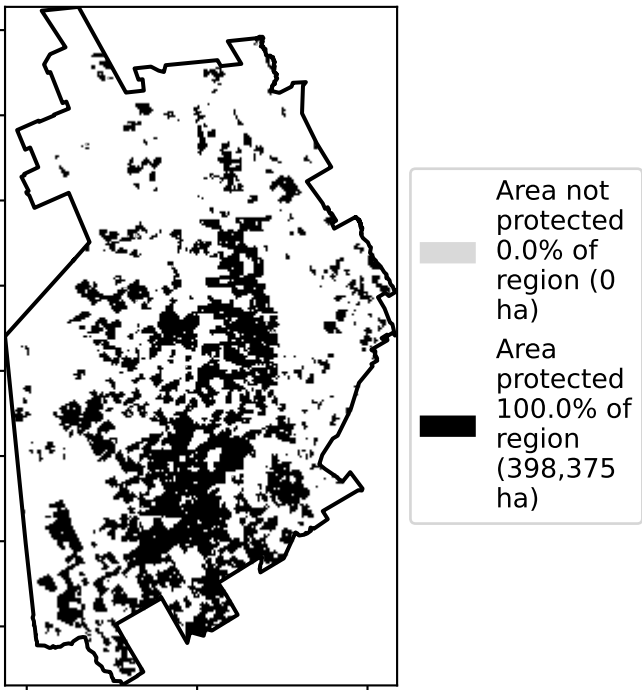 Area not
protected
0.0% of
region (0
ha)
Area
protected
100.0% of
region
(398,375
ha)